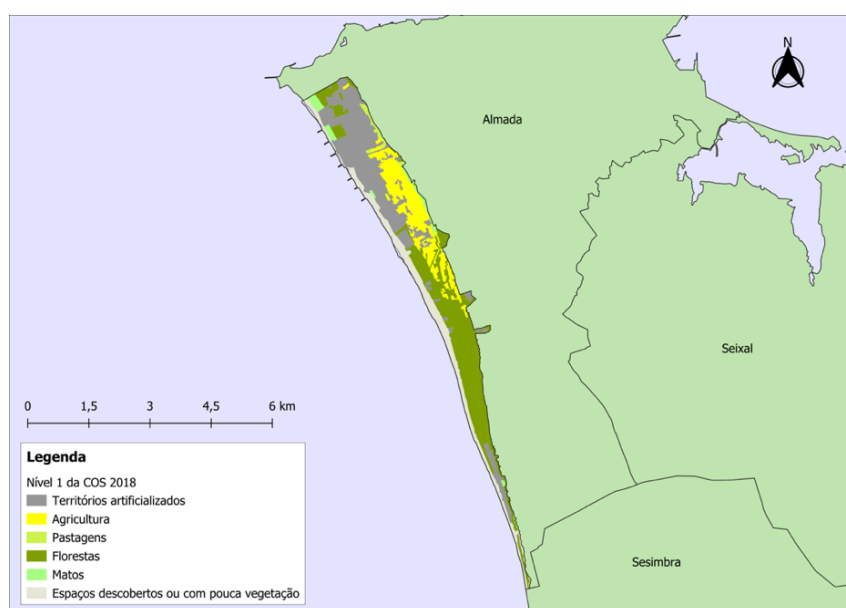 N
Almada
Seixal
0 1,5 3 4,5 6 km
Legenda
Nível 1 da COS 2018
Territórios artificializados
Agricultura
Pastagens
Florestas
Matos
Espaços descobertos ou com pouca vegetação
Sesimbra